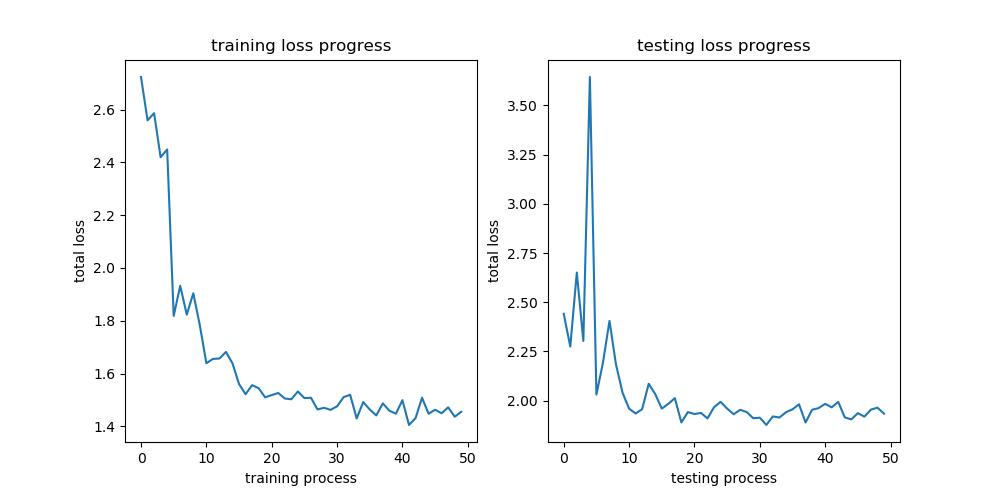 training loss progress
total loss
2.6
2.4
2.2
2.0
1.8
1.6
1.4
0 10 20 30 40 50
training process
testing loss progress
total loss
3.50
3.25
3.00
2.75
2.50
2.25
2.00
0 10 20 30 40 50
testing process